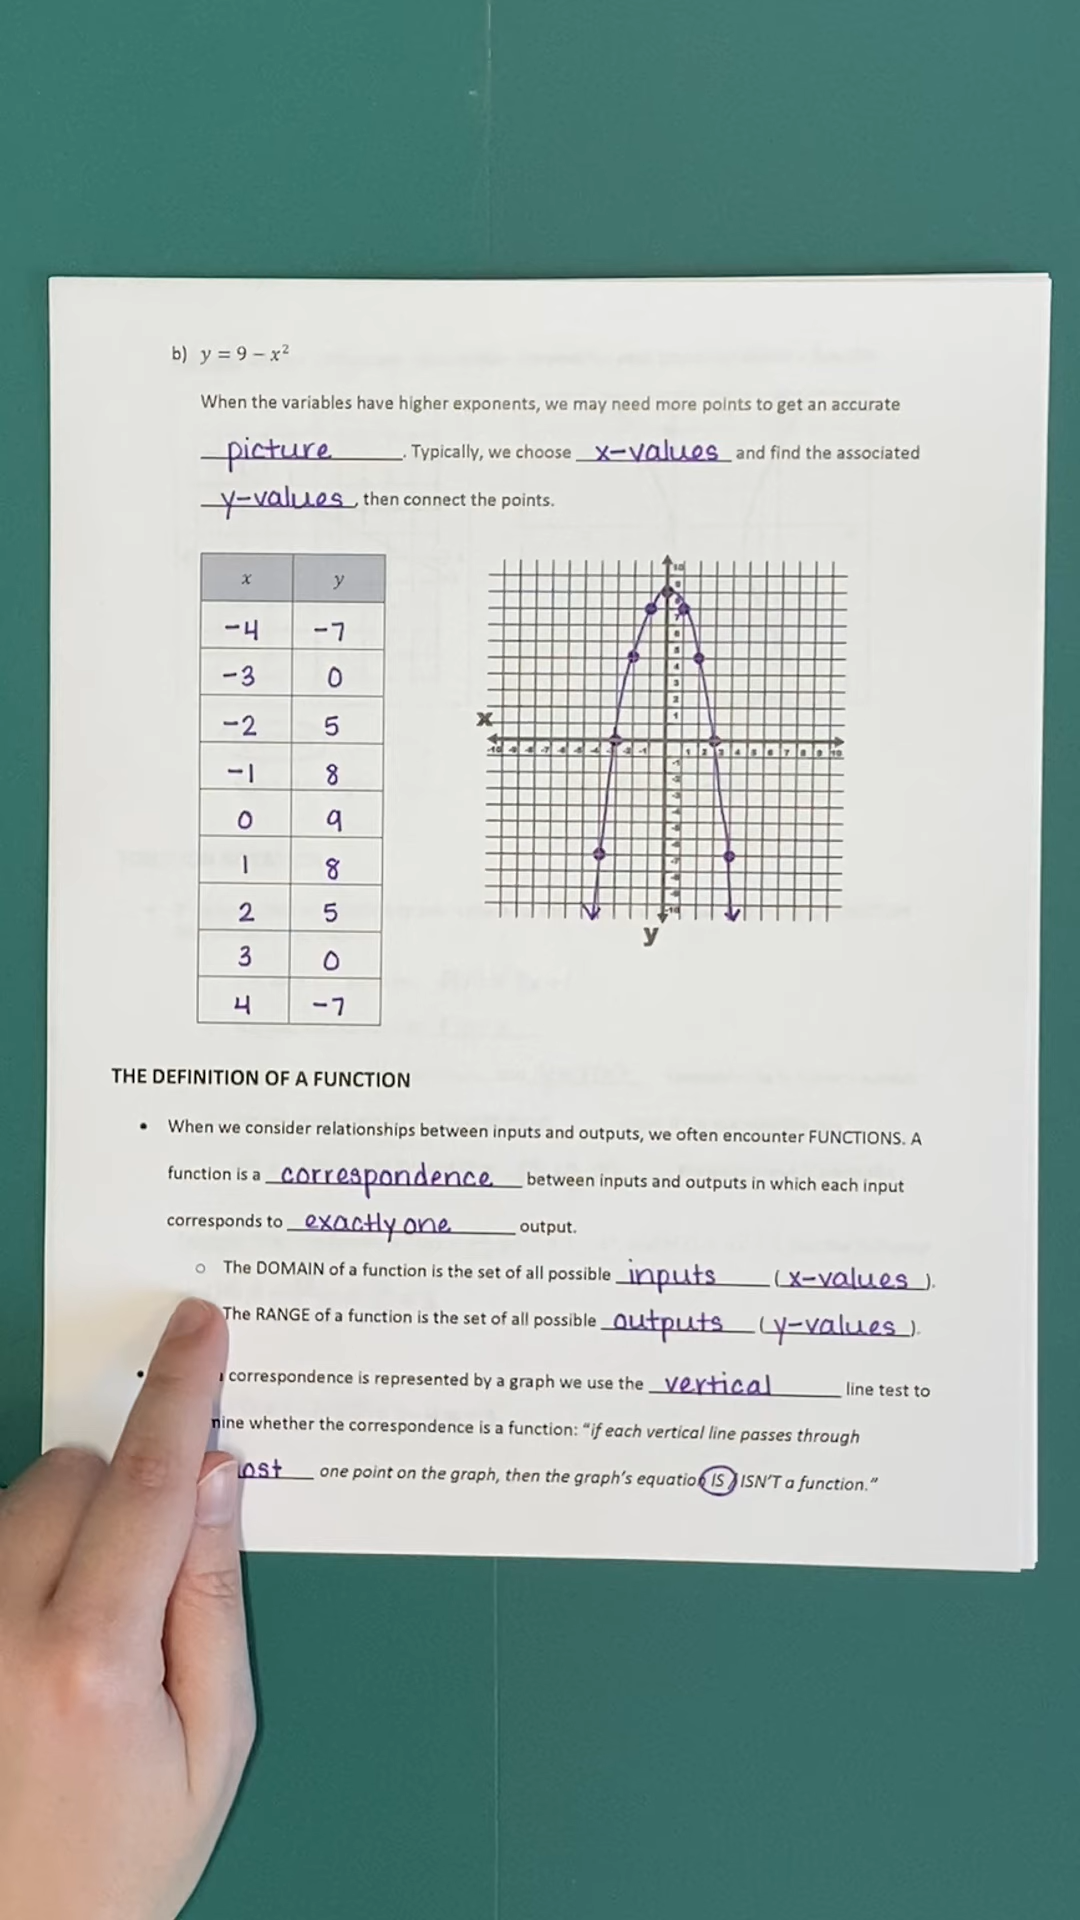 b) y = 9 – x²
When the variables have higher exponents, we may need more points to get an accurate
picture. Typically, we choose x-values and find the associated
y-values, then connect the points.
x y
-4 -7
-3 0
-2 5
-1 8
0 9
1 8
2 5
3 0
4 -7
x
y
THE DEFINITION OF A FUNCTION
• When we consider relationships between inputs and outputs, we often encounter FUNCTIONS. A
function is a correspondence between inputs and outputs in which each input
corresponds to exactly one output.
○ The DOMAIN of a function is the set of all possible inputs (x-values).
The RANGE of a function is the set of all possible outputs (y-values).
• correspondence is represented by a graph we use the vertical line test to
mine whether the correspondence is a function: "if each vertical line passes through
ost one point on the graph, then the graph's equation IS / ISN'T a function."